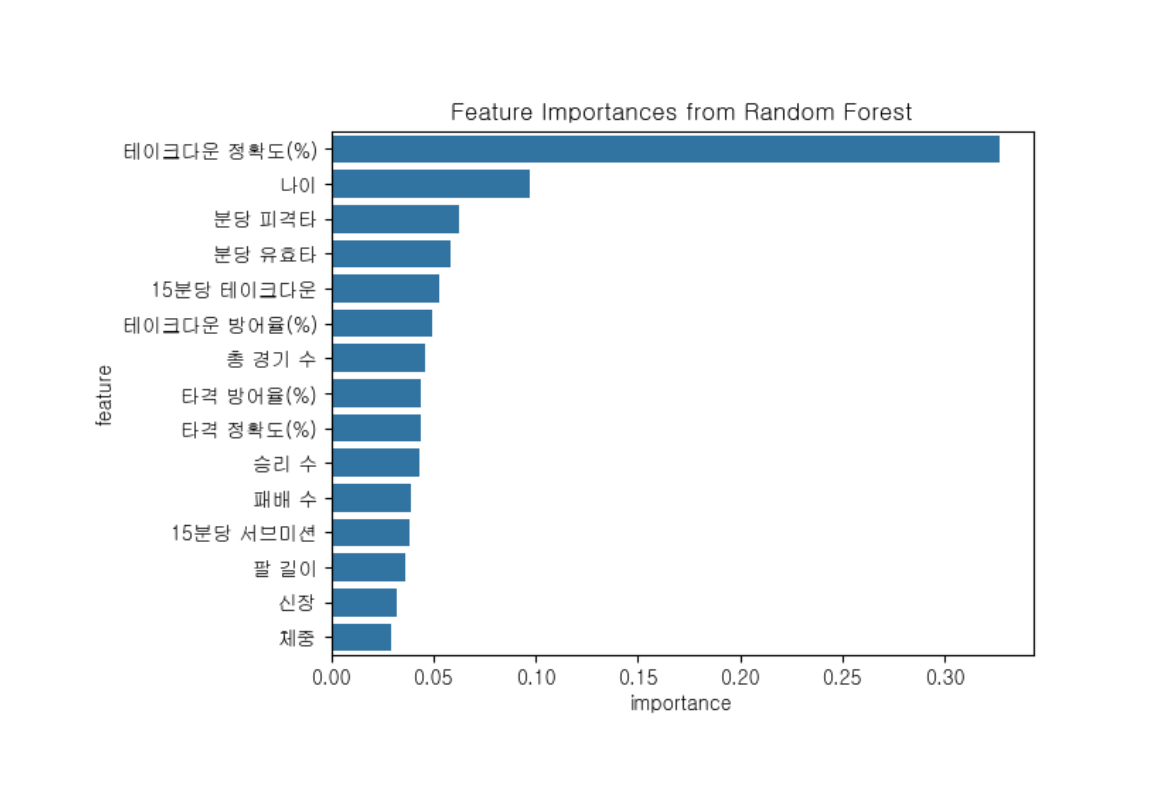 Feature Importances from Random Forest
테이크다운 정확도(%)
나이
분당 피격타
분당 유효타
15분당 테이크다운
테이크다운 방어율(%)
총 경기 수
타격 방어율(%)
타격 정확도(%)
승리 수
패배 수
15분당 서브미션
팔 길이
신장
체중
feature
0.00 0.05 0.10 0.15 0.20 0.25 0.30
importance